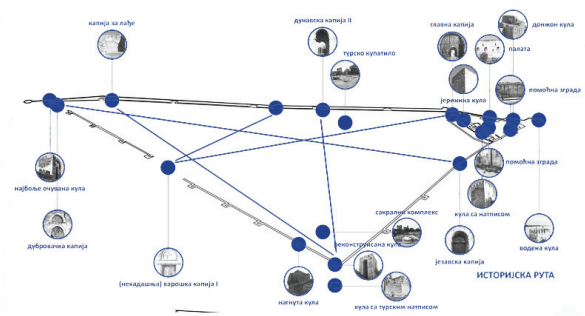 капија за лађе
дунавска капија II
турско купатило
главна капија
донжон кула
палата
јеринина кула
помоћна зграда
најбоље очувана кула
дубровачка капија
(некадашња) варошка капија I
сакрални комплекс
реконструисана кула
нагнута кула
кула са турским натписом
помоћна зграда
кула са натписом
језавска капија
водена кула
ИСТОРИЈСКА РУТА